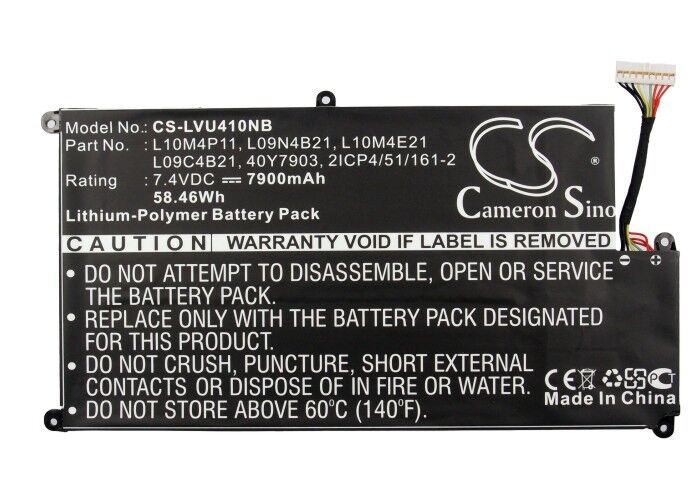 Model No.: CS-LVU410NB
Part No. : L10M4P11, L09N4B21, L10M4E21
L09C4B21, 40Y7903, 2ICP4/51/161-2
Rating : 7.4VDC ⎓ 7900mAh
58.46Wh
Lithium-Polymer Battery Pack
Cameron Sino
CAUTION WARRANTY VOID IF LABEL IS REMOVED
• DO NOT ATTEMPT TO DISASSEMBLE, OPEN OR SERVICE
THE BATTERY PACK.
• REPLACE ONLY WITH THE BATTERY PACK DESIGNATED
FOR THIS PRODUCT.
• DO NOT CRUSH, PUNCTURE, SHORT EXTERNAL
CONTACTS OR DISPOSE OF IN FIRE OR WATER.
• DO NOT STORE ABOVE 60°C (140°F).
CE PCT
Made In China